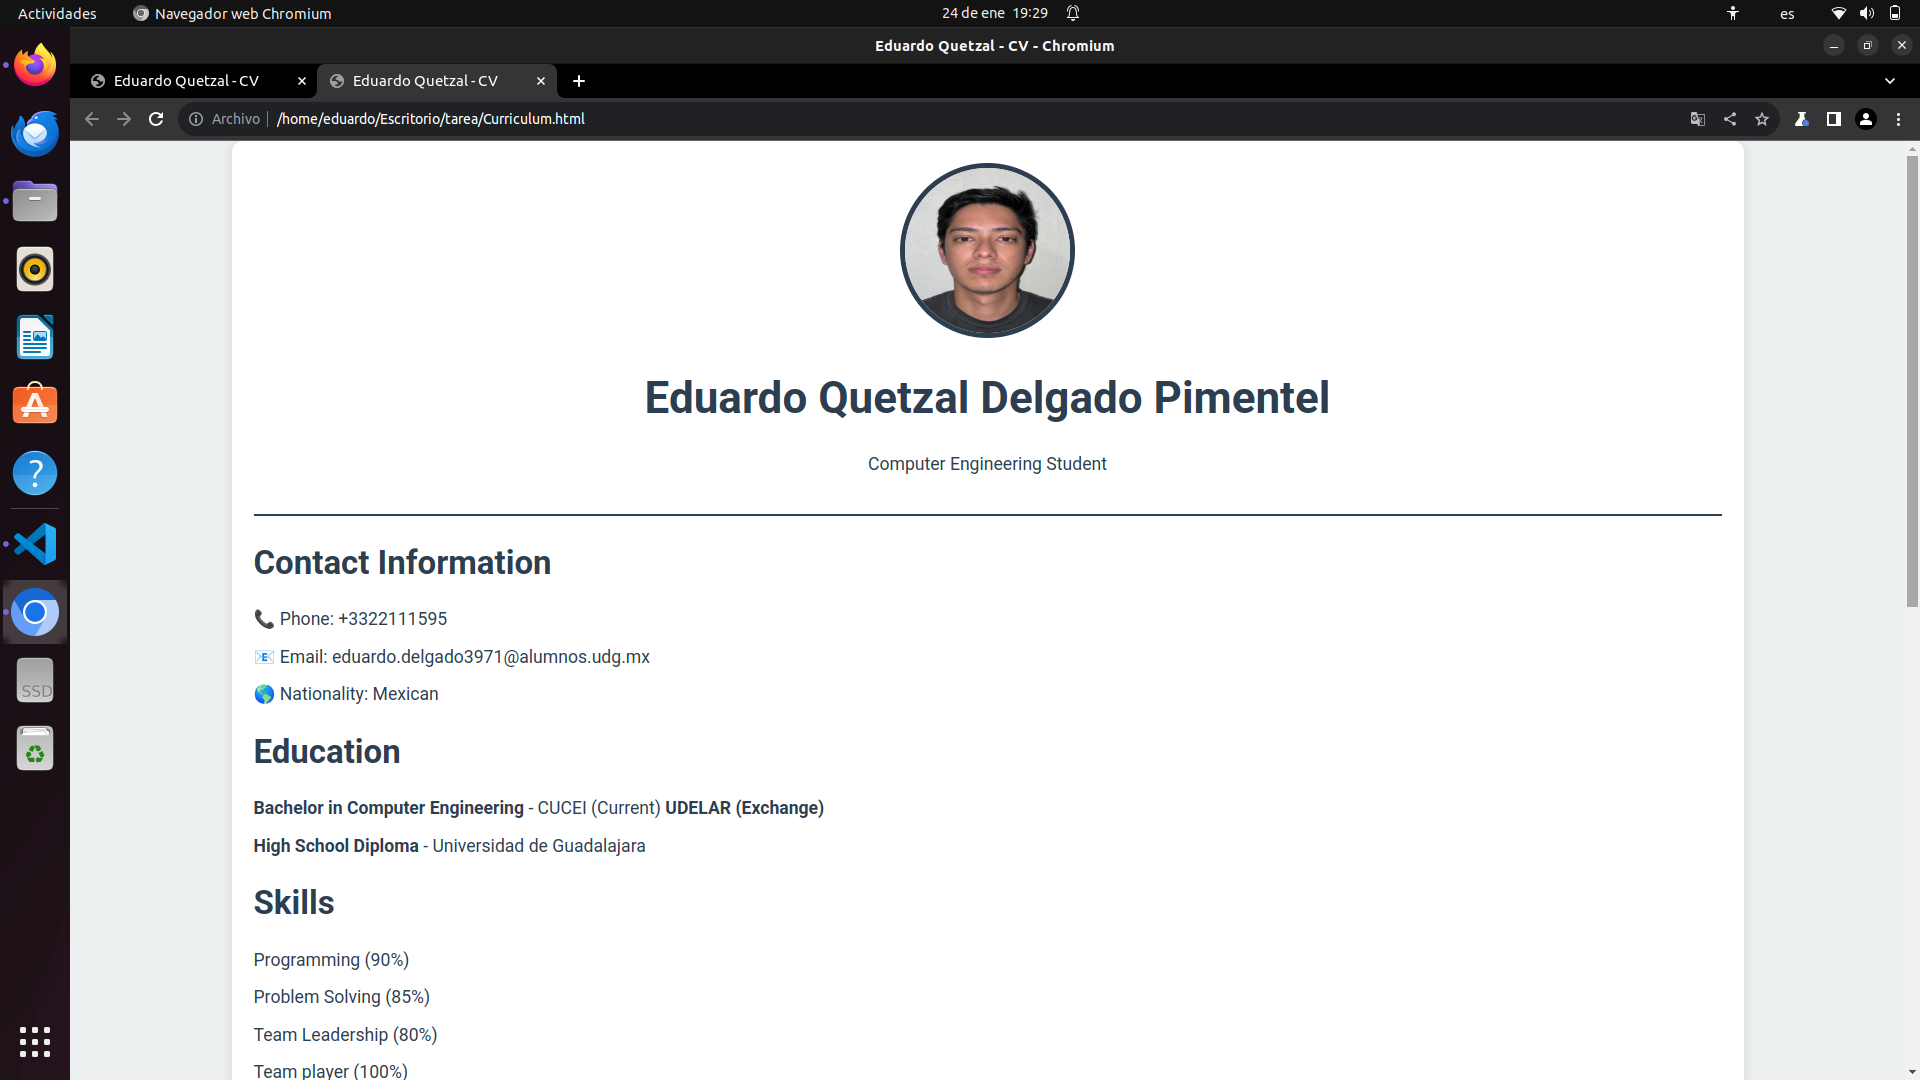 Actividades Navegador web Chromium 24 de ene 19:29 es
Eduardo Quetzal - CV - Chromium
Eduardo Quetzal - CV Eduardo Quetzal - CV
Archivo /home/eduardo/Escritorio/tarea/Curriculum.html
Eduardo Quetzal Delgado Pimentel
Computer Engineering Student
Contact Information
📞 Phone: +3322111595
📧 Email: eduardo.delgado3971@alumnos.udg.mx
🌎 Nationality: Mexican
Education
Bachelor in Computer Engineering - CUCEI (Current) UDELAR (Exchange)
High School Diploma - Universidad de Guadalajara
Skills
Programming (90%)
Problem Solving (85%)
Team Leadership (80%)
Team player (100%)
SSD